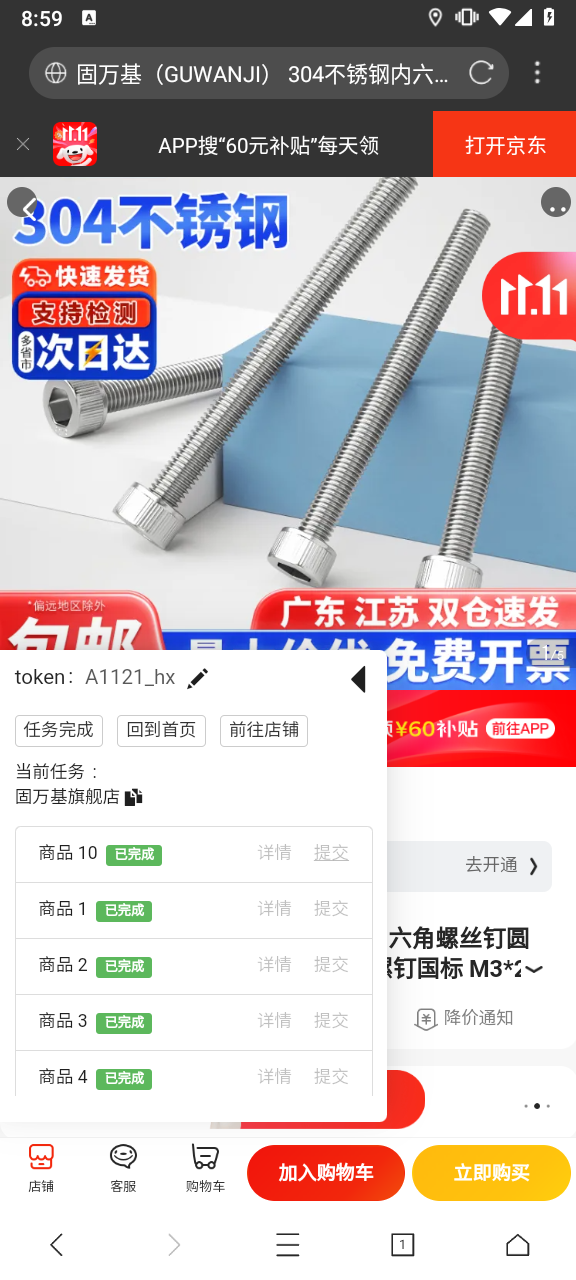 8:59
固万基（GUWANJI） 304不锈钢内六...
APP搜“60元补贴”每天领
打开京东
304不锈钢
快速发货
支持检测
多省市 次日达
11.11
*偏远地区除外
包邮
广东 江苏 双仓速发
免费开票
1/6
token: A1121_hx
¥60补贴
前往APP
任务完成
回到首页
前往店铺
当前任务：
固万基旗舰店
商品 10 已完成 详情 提交
商品 1 已完成 详情 提交
商品 2 已完成 详情 提交
商品 3 已完成 详情 提交
商品 4 已完成 详情 提交
去开通
六角螺丝钉圆
钉国标 M3*2
降价通知
店铺
客服
购物车
加入购物车
立即购买
1